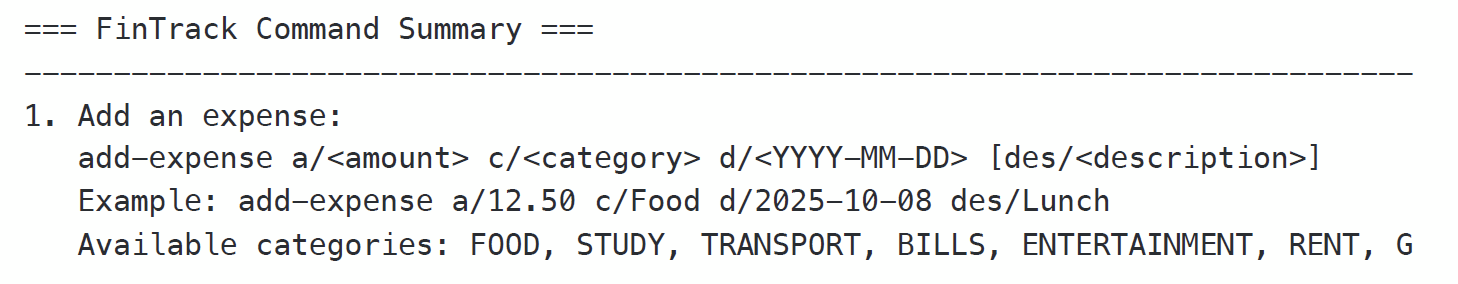 === FinTrack Command Summary ===
--------------------------------------------------------------------------------
1. Add an expense:
add-expense a/<amount> c/<category> d/<YYYY-MM-DD> [des/<description>]
Example: add-expense a/12.50 c/Food d/2025-10-08 des/Lunch
Available categories: FOOD, STUDY, TRANSPORT, BILLS, ENTERTAINMENT, RENT, G